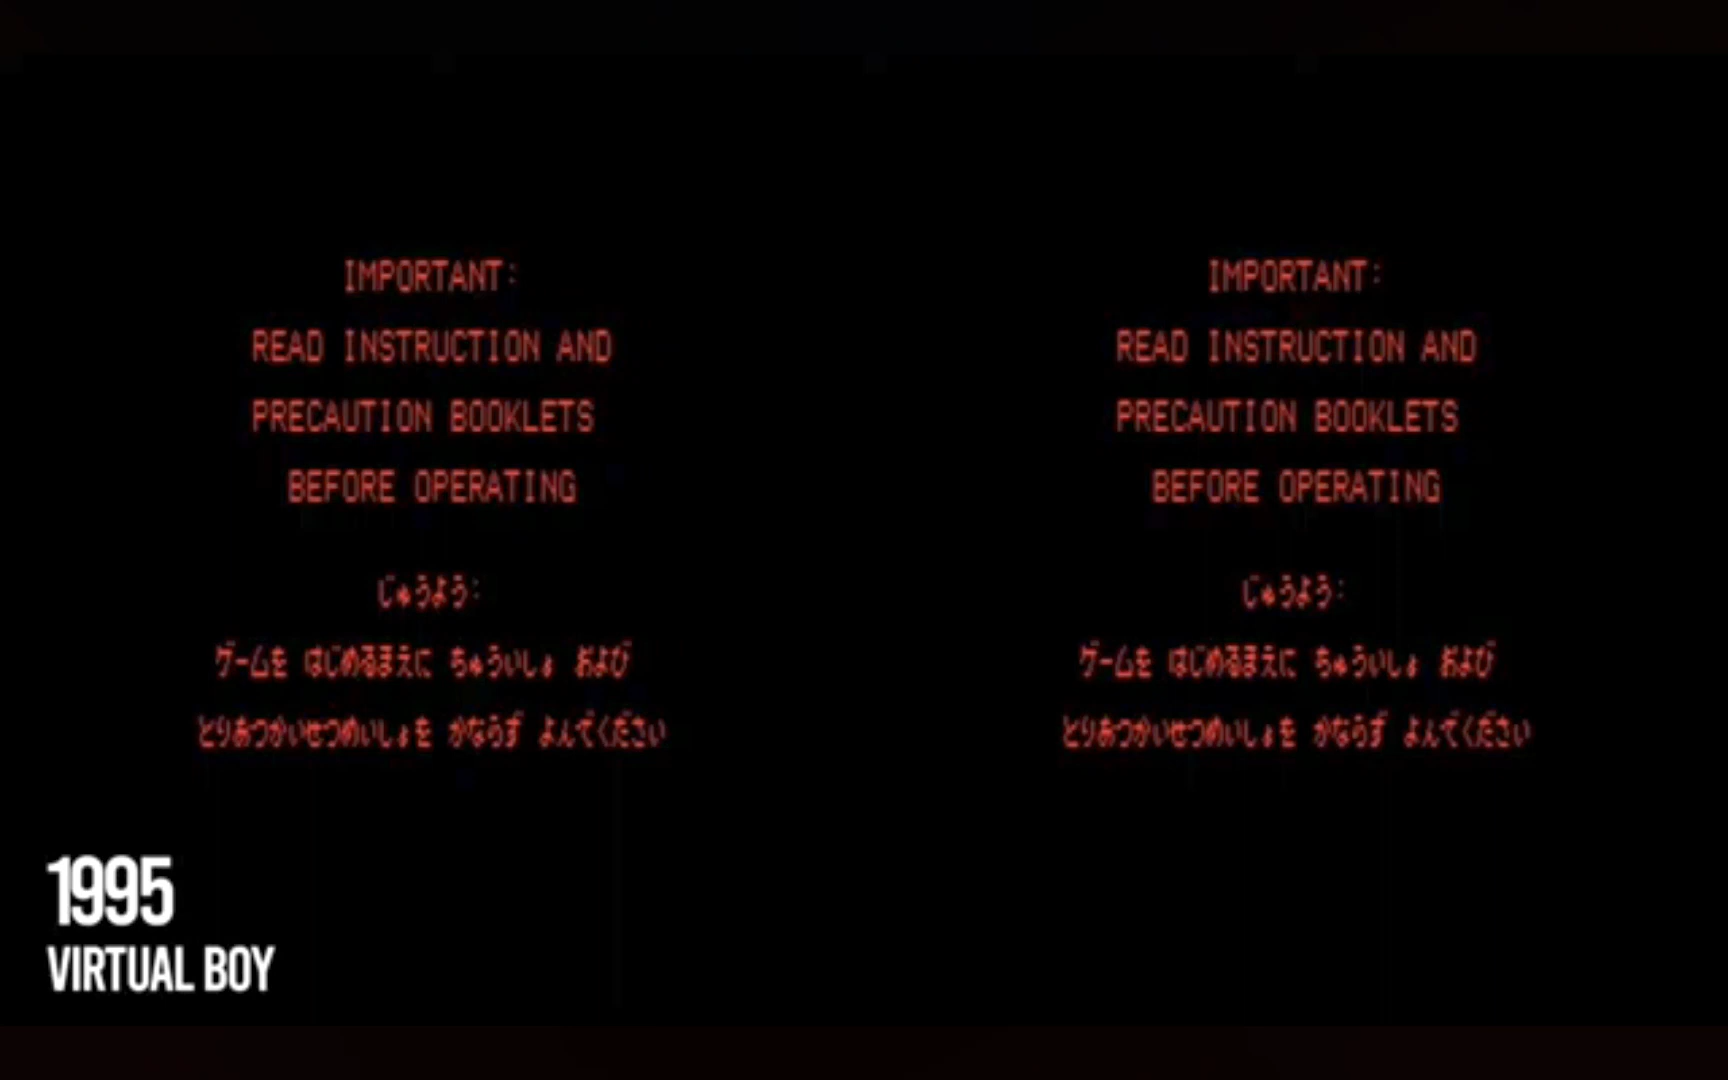 IMPORTANT:
READ INSTRUCTION AND
PRECAUTION BOOKLETS
BEFORE OPERATING
じゅうよう:
ゲームを はじめるまえに ちゅういしょ および
とりあつかいせつめいしょを かならず よんでください
IMPORTANT:
READ INSTRUCTION AND
PRECAUTION BOOKLETS
BEFORE OPERATING
じゅうよう:
ゲームを はじめるまえに ちゅういしょ および
とりあつかいせつめいしょを かならず よんでください
1995
VIRTUAL BOY